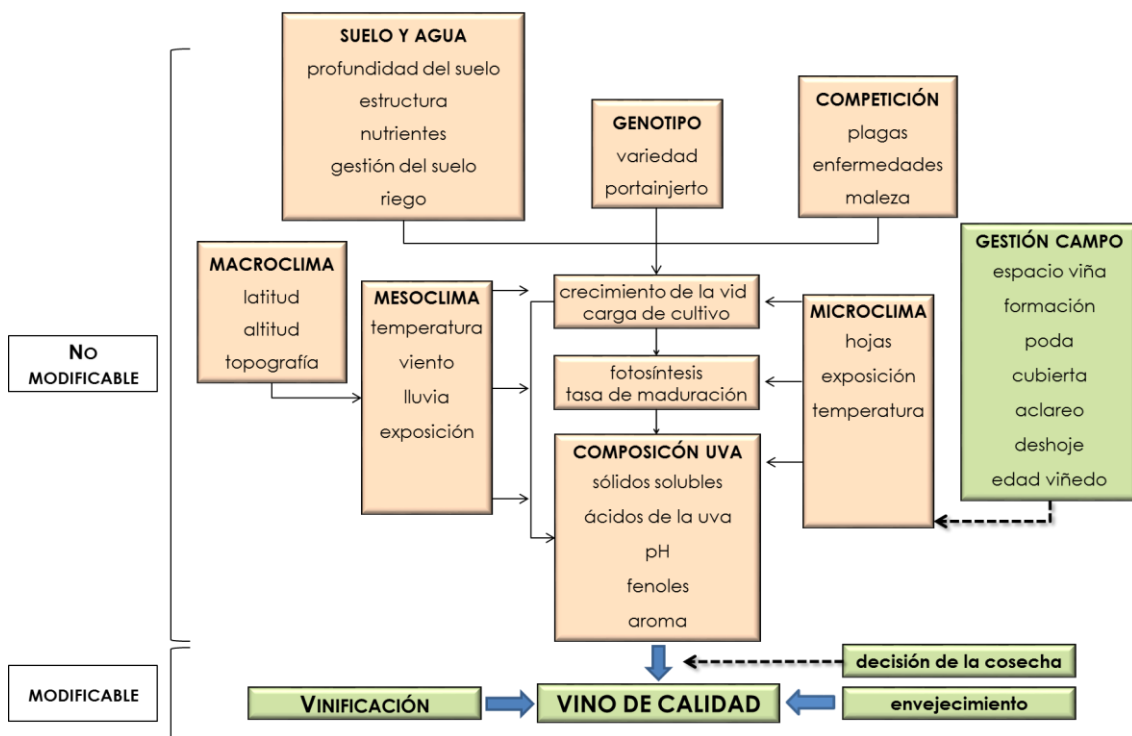 SUELO Y AGUA
profundidad del suelo
estructura
nutrientes
gestión del suelo
riego
GENOTIPO
variedad
portainjerto
COMPETICIÓN
plagas
enfermedades
maleza
GESTIÓN CAMPO
espacio viña
formación
poda
cubierta
aclareo
deshoje
edad viñedo
MACROCLIMA
latitud
altitud
topografía
MESOCLIMA
temperatura
viento
lluvia
exposición
crecimiento de la vid
carga de cultivo
fotosíntesis
tasa de maduración
MICROCLIMA
hojas
exposición
temperatura
COMPOSICÓN UVA
sólidos solubles
ácidos de la uva
pH
fenoles
aroma
NO
MODIFICABLE
MODIFICABLE
decisión de la cosecha
VINIFICACIÓN
VINO DE CALIDAD
envejecimiento